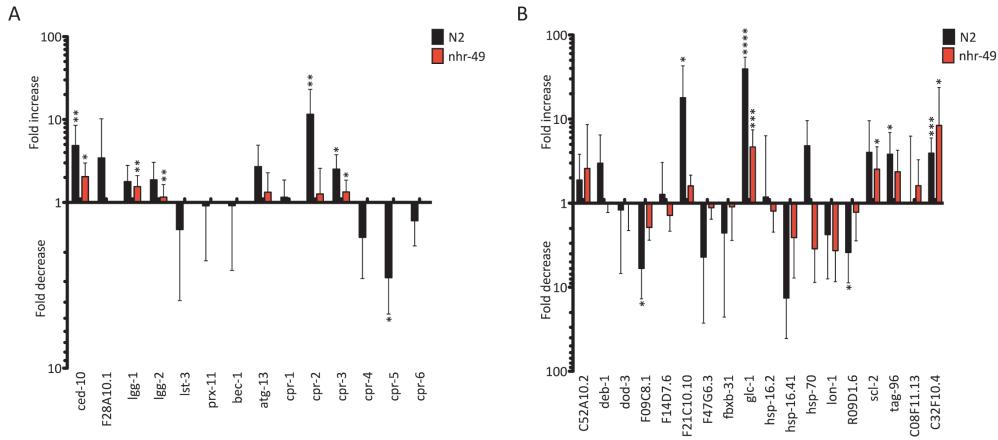 A
100
10
1
10
Fold increase
Fold decrease
N2
nhr-49
** * ** ** ** * * *
ced-10
F28A10.1
lgg-1
lgg-2
lst-3
prx-11
bec-1
atg-13
cpr-1
cpr-2
cpr-3
cpr-4
cpr-5
cpr-6
B
100
10
1
10
100
Fold increase
Fold decrease
N2
nhr-49
* * **** *** * * * *** *
C52A10.2
deb-1
dod-3
F09C8.1
F14D7.6
F21C10.10
F47G6.3
fbxb-31
glc-1
hsp-16.2
hsp-16.41
hsp-70
lon-1
R09D1.6
scl-2
tag-96
C08F11.13
C32F10.4